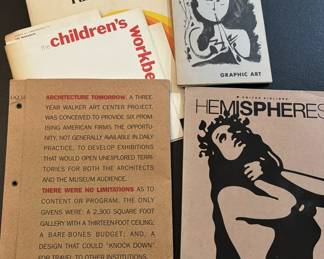 the children's
workbe
GRAPHIC ART
ARCHITECTURE TOMORROW, A THREE
YEAR WALKER ART CENTER PROJECT,
WAS CONCEIVED TO PROVIDE SIX PROM-
ISING AMERICAN FIRMS THE OPPORTU-
NITY, NOT GENERALLY AVAILABLE IN DAILY
PRACTICE, TO DEVELOP EXHIBITIONS
THAT WOULD OPEN UNEXPLORED TERRI-
TORIES FOR BOTH THE ARCHITECTS
AND THE MUSEUM AUDIENCE.
THERE WERE NO LIMITATIONS AS TO
CONTENT OR PROGRAM. THE ONLY
GIVENS WERE: A 2,300 SQUARE FOOT
GALLERY WITH A THIRTEEN-FOOT CEILING;
A BARE-BONES BUDGET; AND, A
DESIGN THAT COULD "KNOCK DOWN"
FOR TRAVEL TO OTHER INSTITUTIONS.
UNITED AIRLINES
HEMISPHERES